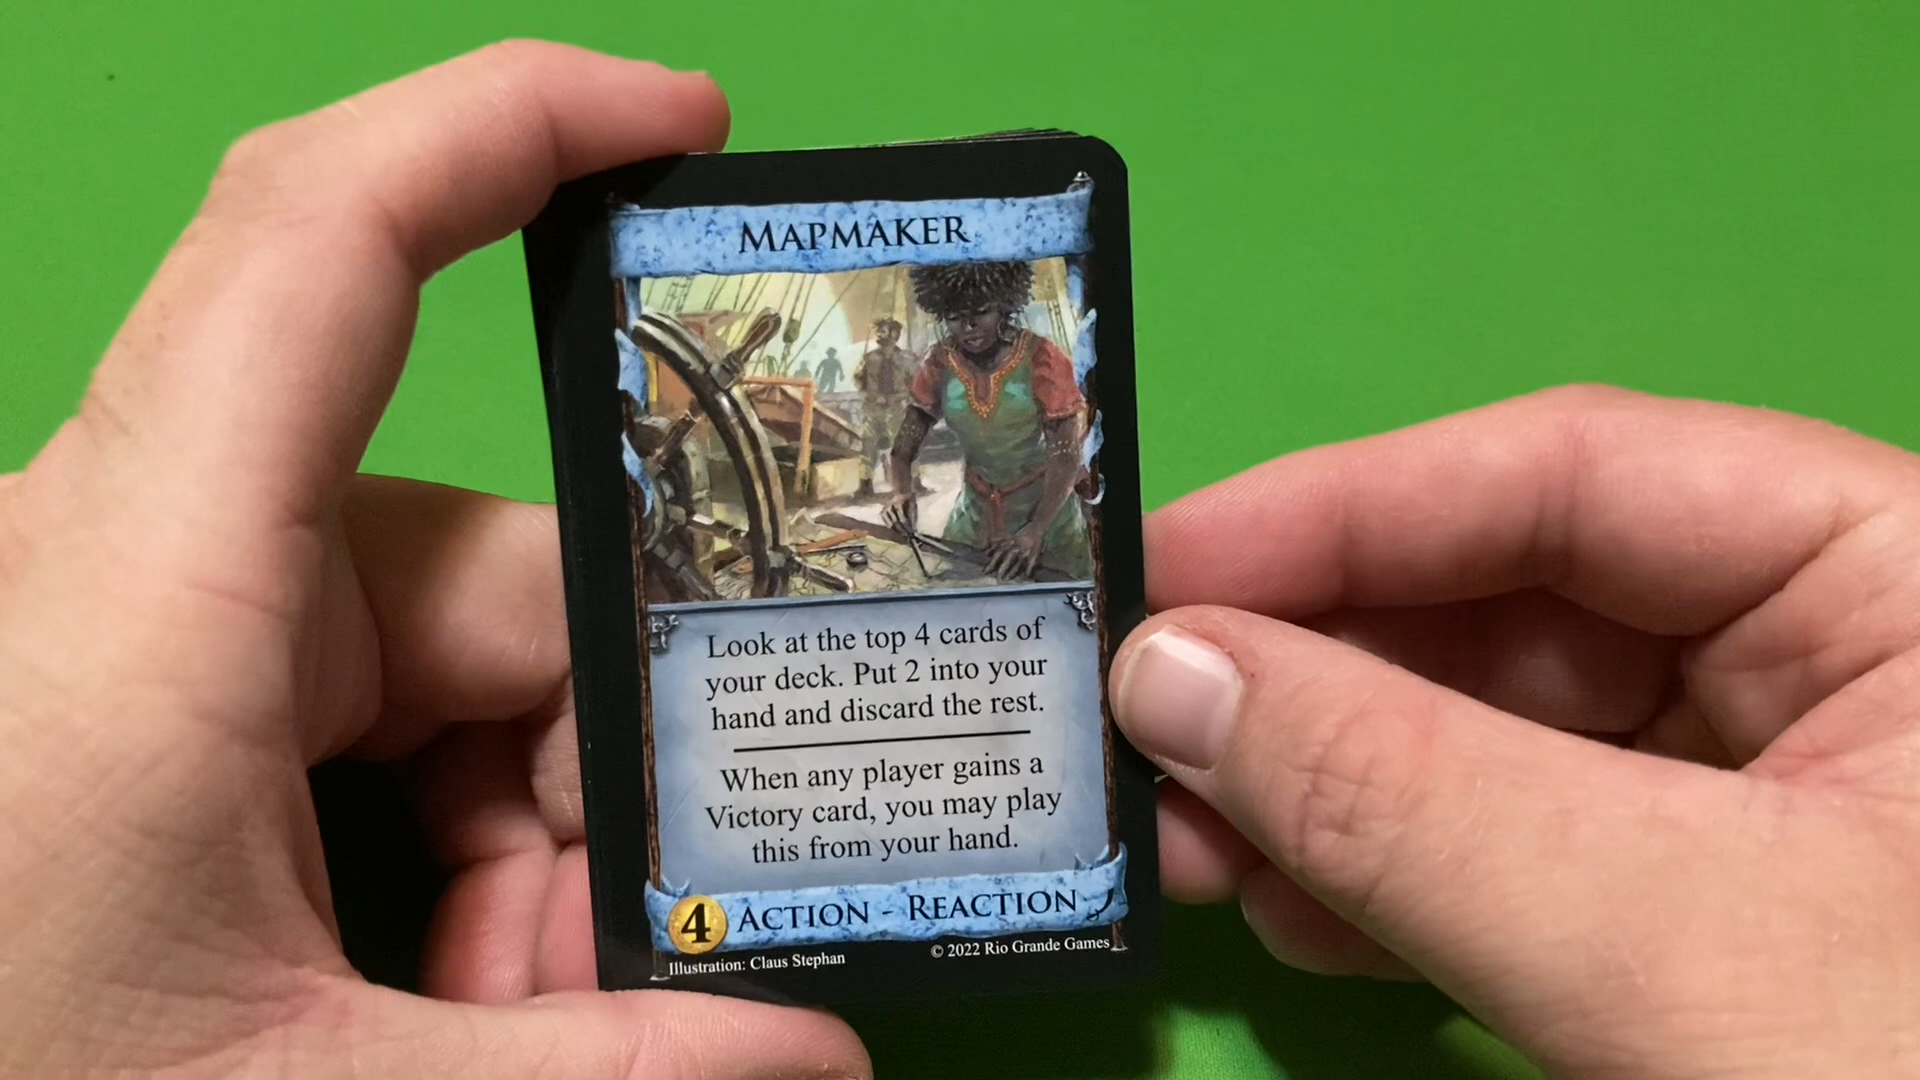 MAPMAKER
Look at the top 4 cards of
your deck. Put 2 into your
hand and discard the rest.
When any player gains a
Victory card, you may play
this from your hand.
4 ACTION - REACTION
Illustration: Claus Stephan © 2022 Rio Grande Games